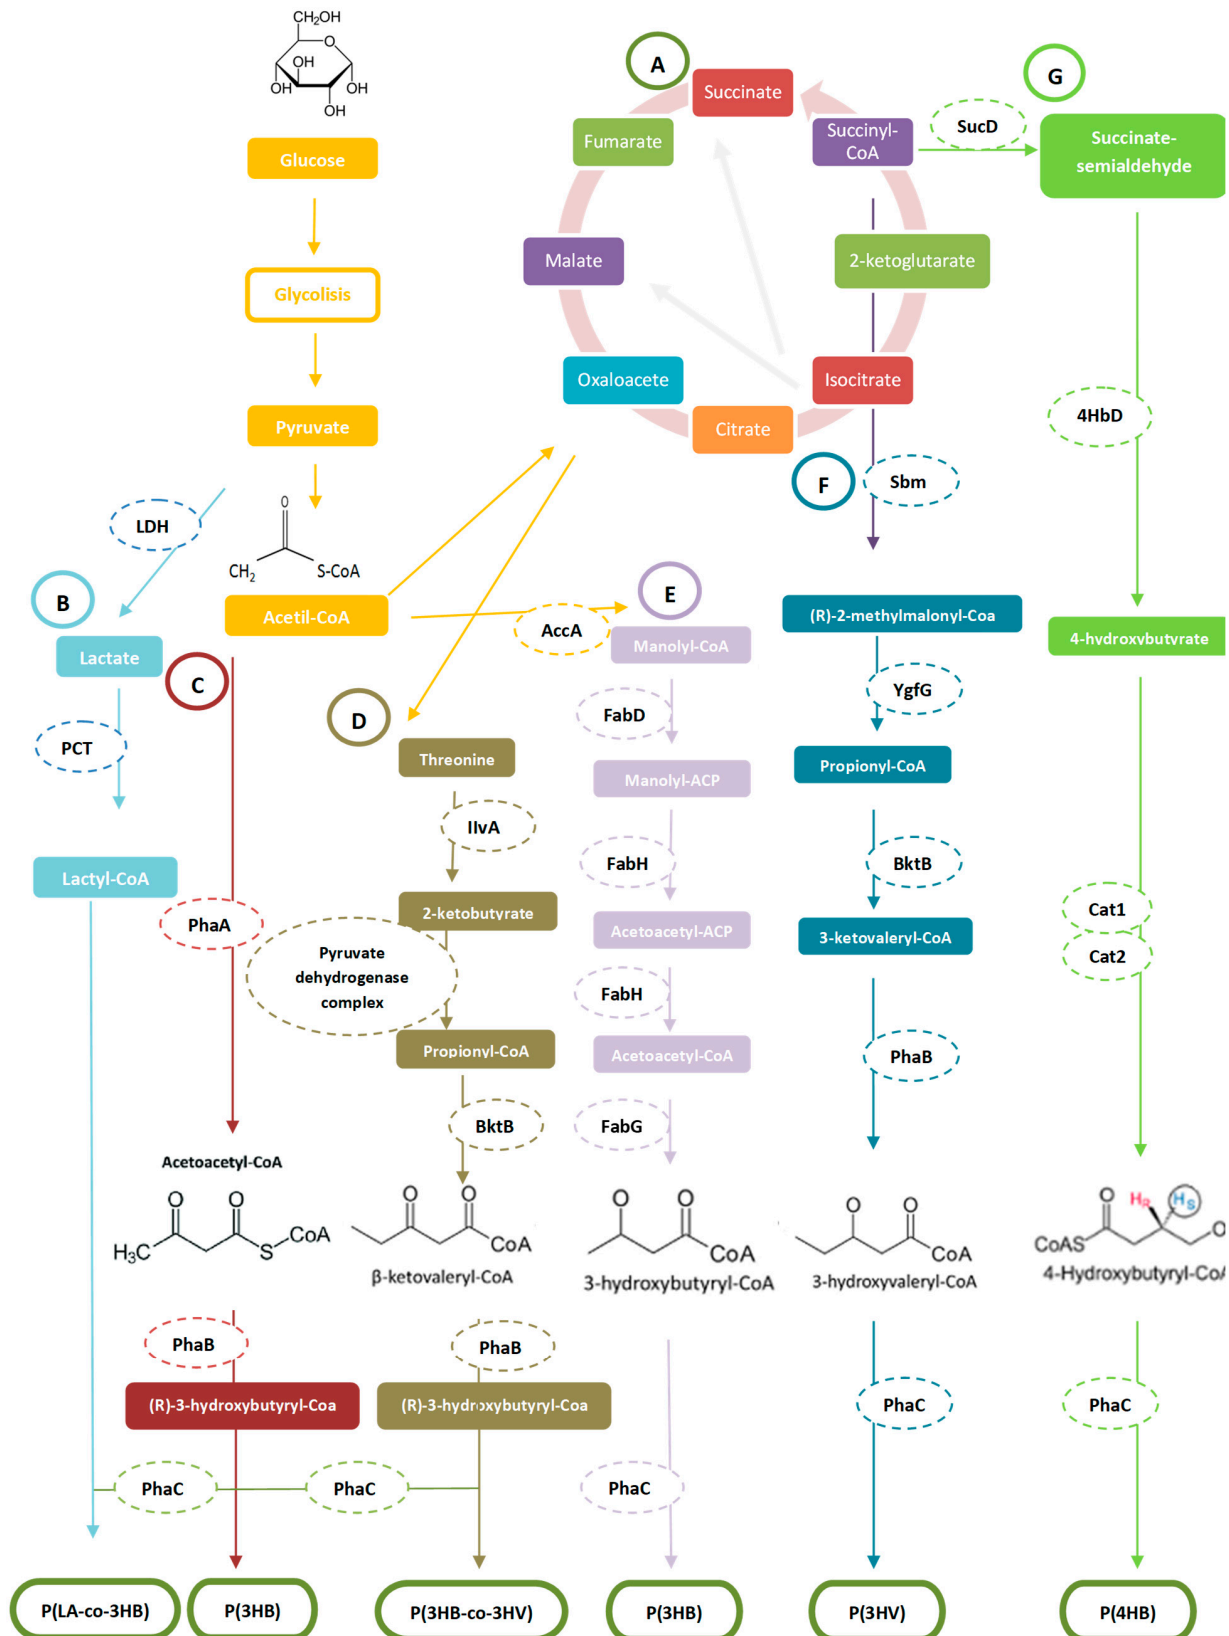 CH₂OH
O
OH
OH
OH
OH
Glucose
Glycolisis
Pyruvate
LDH
O
CH₂
S-CoA
Acetil-CoA
A
Succinate
Fumarate
Succinyl-
CoA
Malate
2-ketoglutarate
Oxaloacete
Isocitrate
Citrate
G
SucD
Succinate-
semialdehyde
4HbD
4-hydroxybutyrate
F
Sbm
B
Lactate
PCT
Lactyl-CoA
C
PhaA
Acetoacetyl-CoA
O
O
H₃C
S
CoA
PhaB
(R)-3-hydroxybutyryl-Coa
PhaC
PhaC
D
Threonine
IlvA
2-ketobutyrate
Pyruvate
dehydrogenase
complex
Propionyl-CoA
BktB
O
O
CoA
β-ketovaleryl-CoA
PhaB
(R)-3-hydroxybutyryl-Coa
AccA
E
Manolyl-CoA
FabD
Manolyl-ACP
FabH
Acetoacetyl-ACP
FabH
Acetoacetyl-CoA
FabG
O
O
CoA
3-hydroxybutyryl-CoA
PhaC
(R)-2-methylmalonyl-Coa
YgfG
Propionyl-CoA
BktB
3-ketovaleryl-CoA
PhaB
O
O
CoA
3-hydroxyvaleryl-CoA
PhaC
Cat1
Cat2
O
H_R
H_S
CoAS
O
4-Hydroxybutyryl-CoA
PhaC
P(LA-co-3HB)
P(3HB)
P(3HB-co-3HV)
P(3HB)
P(3HV)
P(4HB)